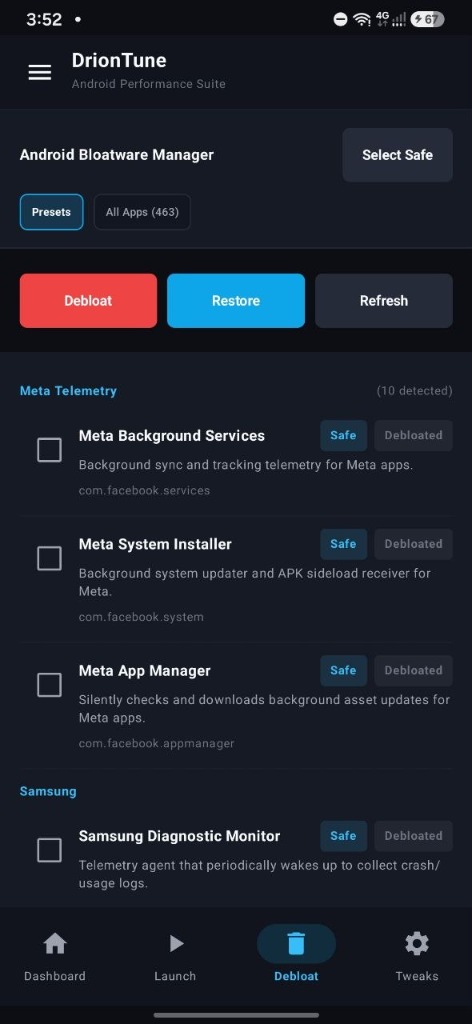 3:52
4G
67
DrionTune
Android Performance Suite
Android Bloatware Manager
Select Safe
Presets
All Apps (463)
Debloat
Restore
Refresh
Meta Telemetry
(10 detected)
Meta Background Services
Safe
Debloated
Background sync and tracking telemetry for Meta apps.
com.facebook.services
Meta System Installer
Safe
Debloated
Background system updater and APK sideload receiver for
Meta.
com.facebook.system
Meta App Manager
Safe
Debloated
Silently checks and downloads background asset updates for
Meta apps.
com.facebook.appmanager
Samsung
Samsung Diagnostic Monitor
Safe
Debloated
Telemetry agent that periodically wakes up to collect crash/
usage logs.
Dashboard
Launch
Debloat
Tweaks